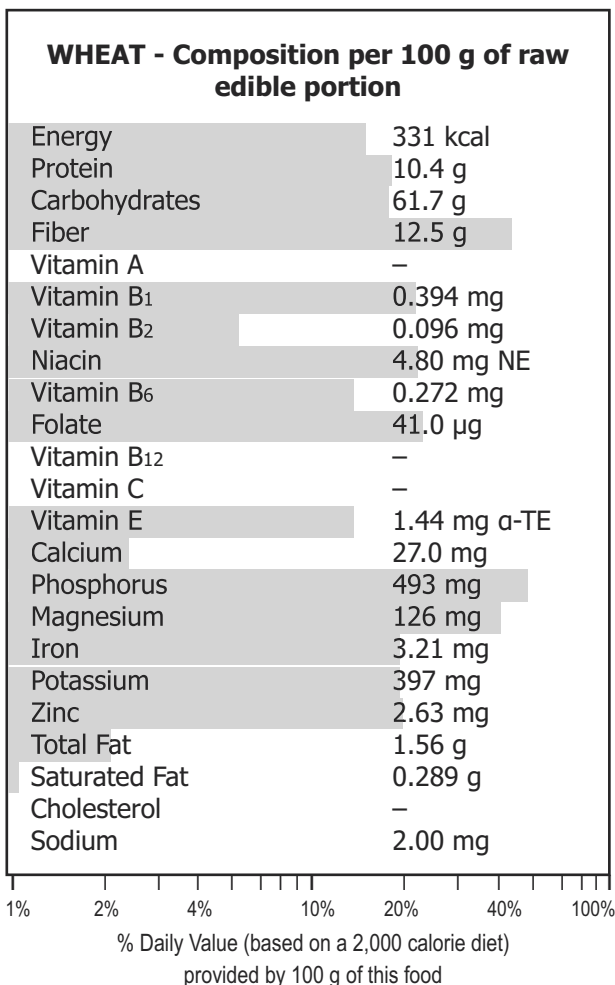 WHEAT - Composition per 100 g of raw
edible portion
Energy 331 kcal
Protein 10.4 g
Carbohydrates 61.7 g
Fiber 12.5 g
Vitamin A –
Vitamin B1 0.394 mg
Vitamin B2 0.096 mg
Niacin 4.80 mg NE
Vitamin B6 0.272 mg
Folate 41.0 µg
Vitamin B12 –
Vitamin C –
Vitamin E 1.44 mg α-TE
Calcium 27.0 mg
Phosphorus 493 mg
Magnesium 126 mg
Iron 3.21 mg
Potassium 397 mg
Zinc 2.63 mg
Total Fat 1.56 g
Saturated Fat 0.289 g
Cholesterol –
Sodium 2.00 mg
1% 2% 4% 10% 20% 40% 100%
% Daily Value (based on a 2,000 calorie diet)
provided by 100 g of this food